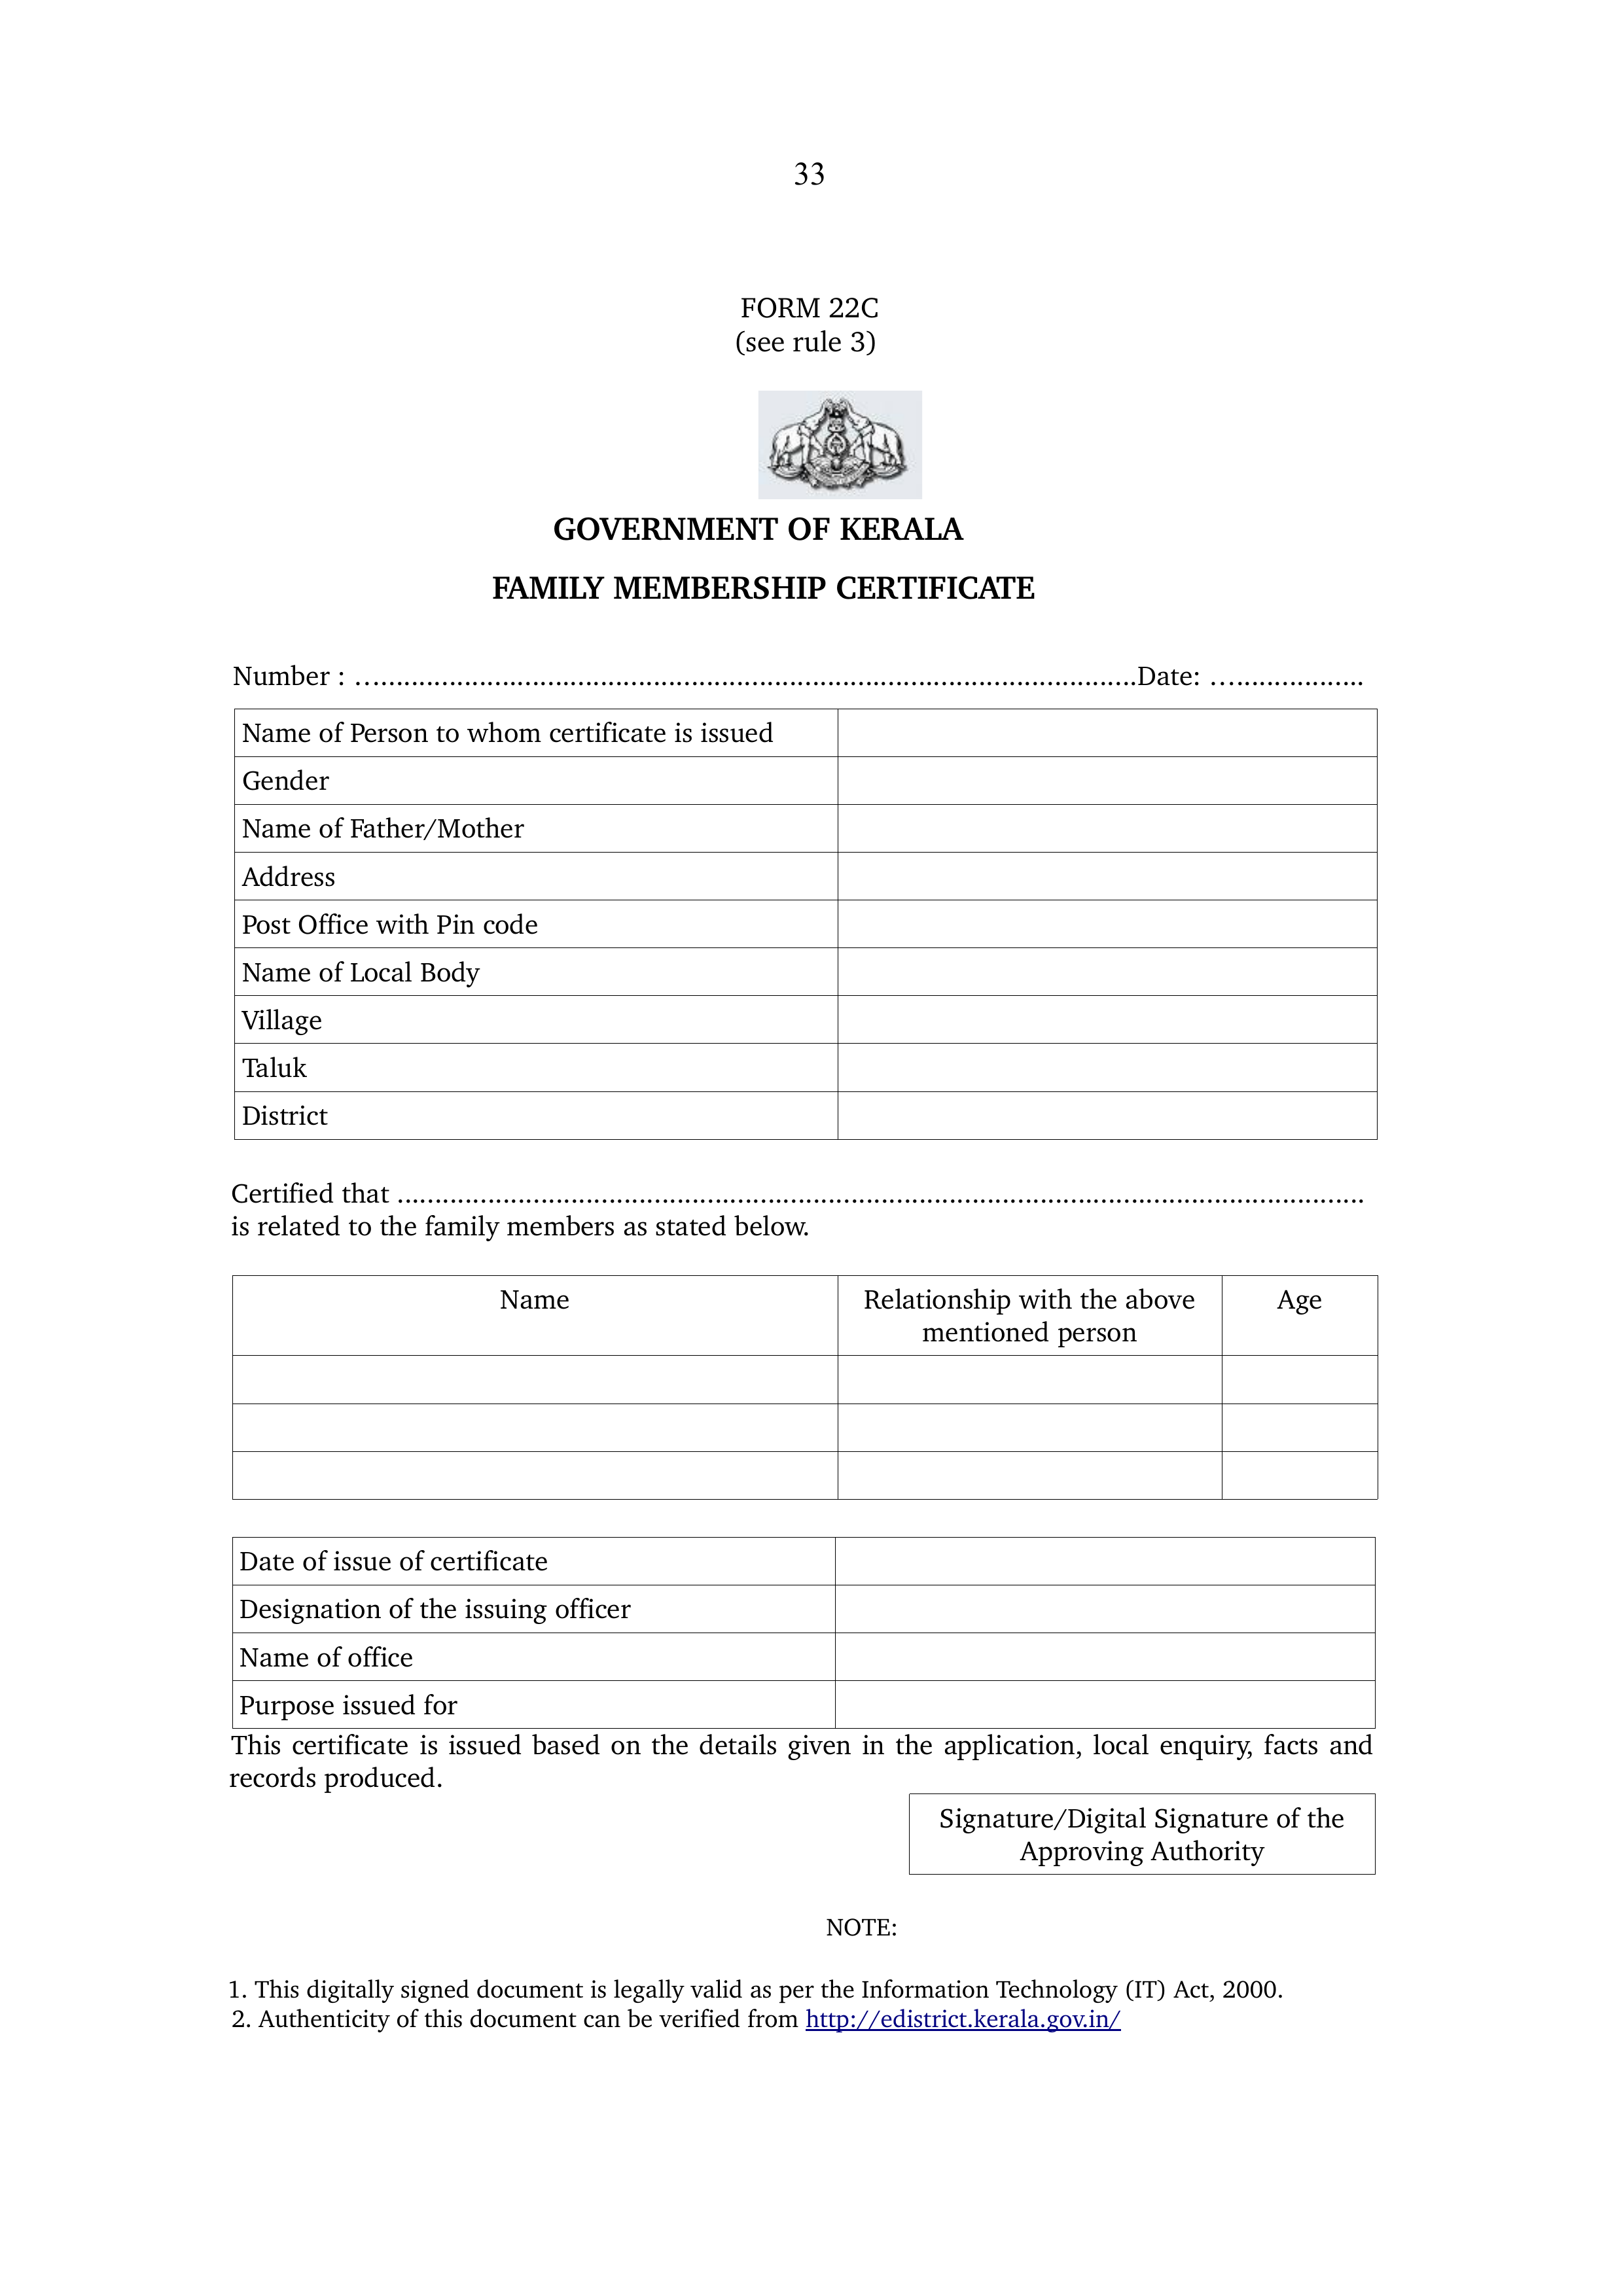 33
FORM 22C
(see rule 3)
GOVERNMENT OF KERALA
FAMILY MEMBERSHIP CERTIFICATE
Number : …....................................................................................................Date: …................
Name of Person to whom certificate is issued
Gender
Name of Father/Mother
Address
Post Office with Pin code
Name of Local Body
Village
Taluk
District
Certified that ................................................................................................................................
is related to the family members as stated below.
Name Relationship with the above Age
mentioned person
Date of issue of certificate
Designation of the issuing officer
Name of office
Purpose issued for
This certificate is issued based on the details given in the application, local enquiry, facts and
records produced.
Signature/Digital Signature of the
Approving Authority
NOTE:
1. This digitally signed document is legally valid as per the Information Technology (IT) Act, 2000.
2. Authenticity of this document can be verified from http://edistrict.kerala.gov.in/